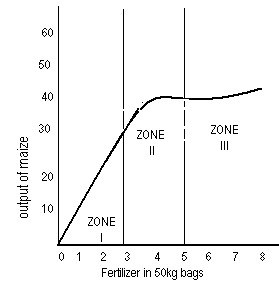 60
50
40
30
20
10
output of maize
ZONE
I
ZONE
II
ZONE
III
0 1 2 3 4 5 6 7 8
Fertilizer in 50kg bags